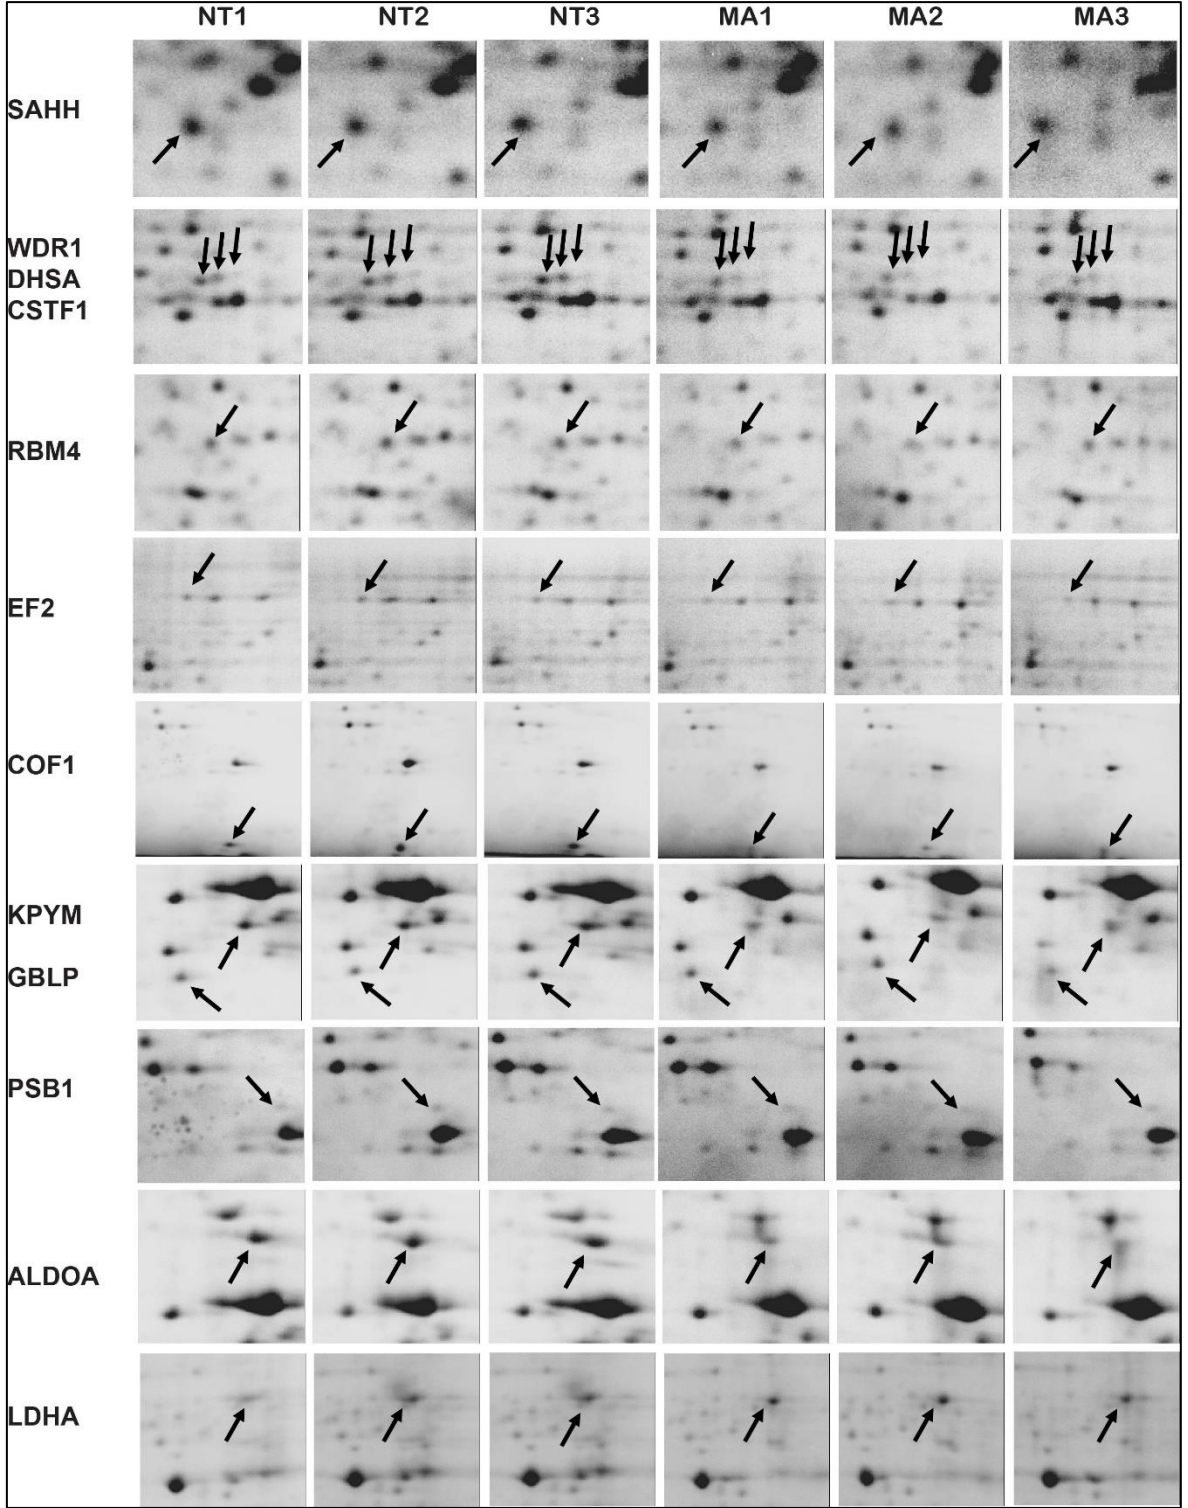 NT1 NT2 NT3 MA1 MA2 MA3
SAHH
WDR1
DHSA
CSTF1
RBM4
EF2
COF1
KPYM
GBLP
PSB1
ALDOA
LDHA